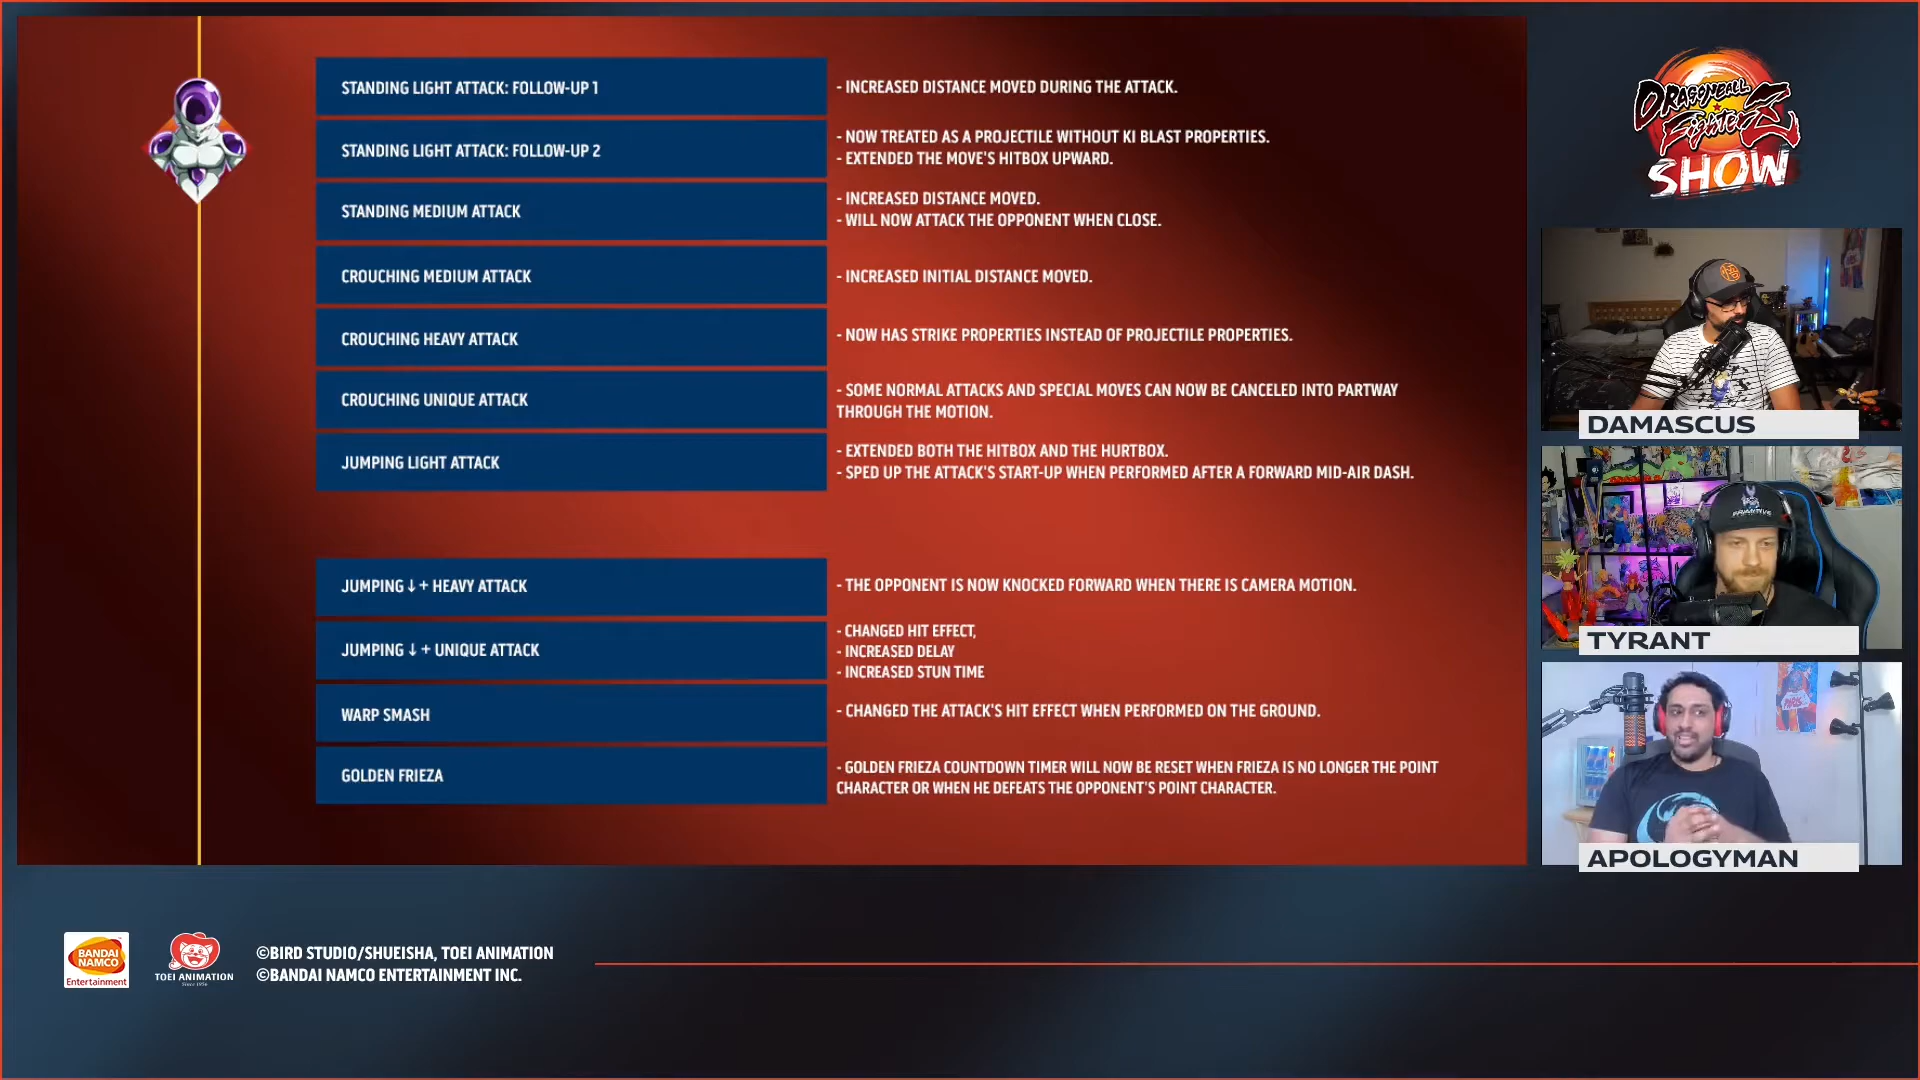 STANDING LIGHT ATTACK: FOLLOW-UP 1
- INCREASED DISTANCE MOVED DURING THE ATTACK.
STANDING LIGHT ATTACK: FOLLOW-UP 2
- NOW TREATED AS A PROJECTILE WITHOUT KI BLAST PROPERTIES.
- EXTENDED THE MOVE'S HITBOX UPWARD.
STANDING MEDIUM ATTACK
- INCREASED DISTANCE MOVED.
- WILL NOW ATTACK THE OPPONENT WHEN CLOSE.
CROUCHING MEDIUM ATTACK
- INCREASED INITIAL DISTANCE MOVED.
CROUCHING HEAVY ATTACK
- NOW HAS STRIKE PROPERTIES INSTEAD OF PROJECTILE PROPERTIES.
CROUCHING UNIQUE ATTACK
- SOME NORMAL ATTACKS AND SPECIAL MOVES CAN NOW BE CANCELED INTO PARTWAY
THROUGH THE MOTION.
JUMPING LIGHT ATTACK
- EXTENDED BOTH THE HITBOX AND THE HURTBOX.
- SPED UP THE ATTACK'S START-UP WHEN PERFORMED AFTER A FORWARD MID-AIR DASH.
JUMPING ↓ + HEAVY ATTACK
- THE OPPONENT IS NOW KNOCKED FORWARD WHEN THERE IS CAMERA MOTION.
JUMPING ↓ + UNIQUE ATTACK
- CHANGED HIT EFFECT,
- INCREASED DELAY
- INCREASED STUN TIME
WARP SMASH
- CHANGED THE ATTACK'S HIT EFFECT WHEN PERFORMED ON THE GROUND.
GOLDEN FRIEZA
- GOLDEN FRIEZA COUNTDOWN TIMER WILL NOW BE RESET WHEN FRIEZA IS NO LONGER THE POINT
CHARACTER OR WHEN HE DEFEATS THE OPPONENT'S POINT CHARACTER.
DRAGONBALL
FighterZ
SHOW
DAMASCUS
PRIMITIVE
TYRANT
APOLOGYMAN
BANDAI
NAMCO
Entertainment
TOEI ANIMATION
Since 1956
©BIRD STUDIO/SHUEISHA, TOEI ANIMATION
©BANDAI NAMCO ENTERTAINMENT INC.